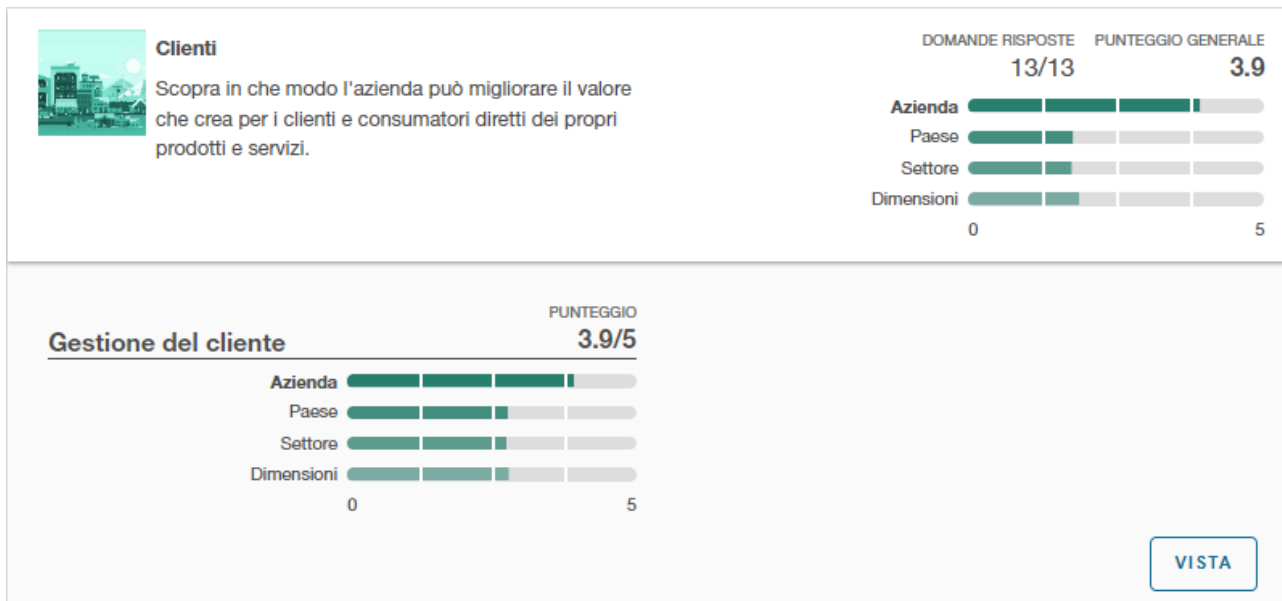 Clienti
Scopra in che modo l'azienda può migliorare il valore
che crea per i clienti e consumatori diretti dei propri
prodotti e servizi.
DOMANDE RISPOSTE PUNTEGGIO GENERALE
13/13 3.9
Azienda
Paese
Settore
Dimensioni
0 5
PUNTEGGIO
Gestione del cliente 3.9/5
Azienda
Paese
Settore
Dimensioni
0 5
VISTA